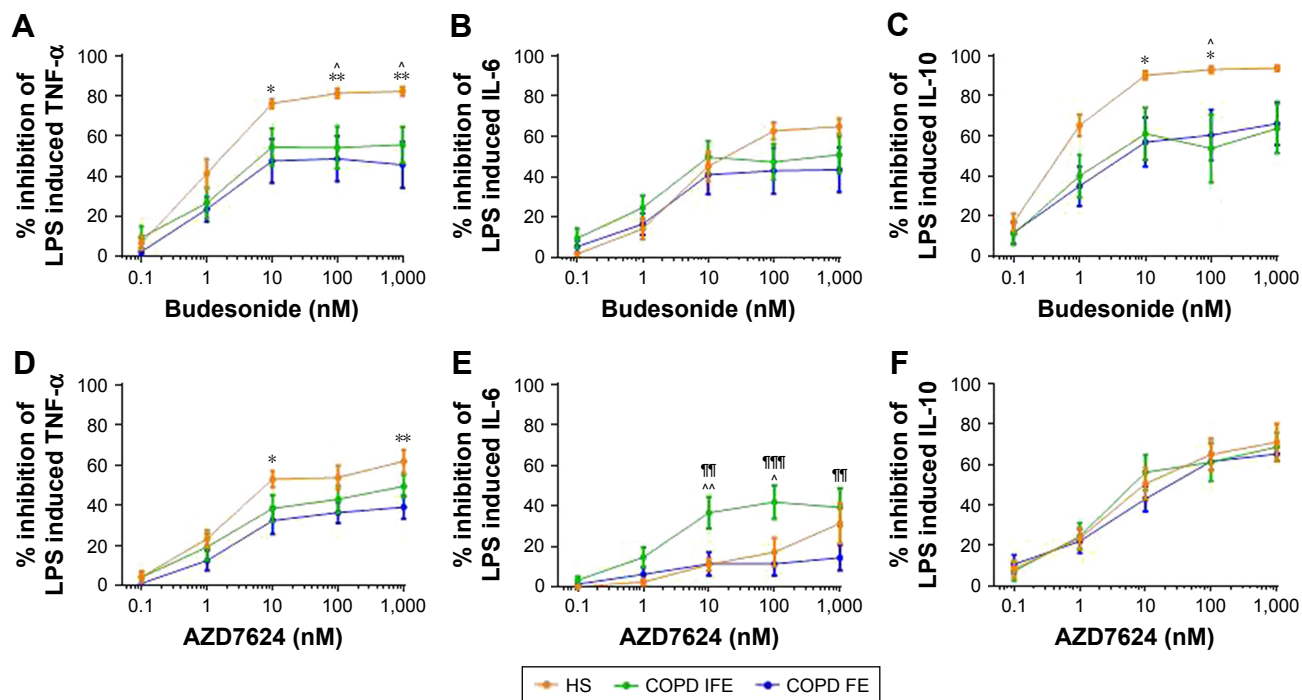 A
% inhibition of
LPS induced TNF-α
100
80
60
40
20
0
*
^
**
^
**
0.1 1 10 100 1,000
Budesonide (nM)
B
% inhibition of
LPS induced IL-6
100
80
60
40
20
0
0.1 1 10 100 1,000
Budesonide (nM)
C
% inhibition of
LPS induced IL-10
100
80
60
40
20
0
*
^
*
0.1 1 10 100 1,000
Budesonide (nM)
D
% inhibition of
LPS induced TNF-α
100
80
60
40
20
0
*
**
0.1 1 10 100 1,000
AZD7624 (nM)
E
% inhibition of
LPS induced IL-6
100
80
60
40
20
0
¶¶
^^
¶¶¶
^
¶¶
0.1 1 10 100 1,000
AZD7624 (nM)
F
% inhibition of
LPS induced IL-10
100
80
60
40
20
0
0.1 1 10 100 1,000
AZD7624 (nM)
HS COPD IFE COPD FE